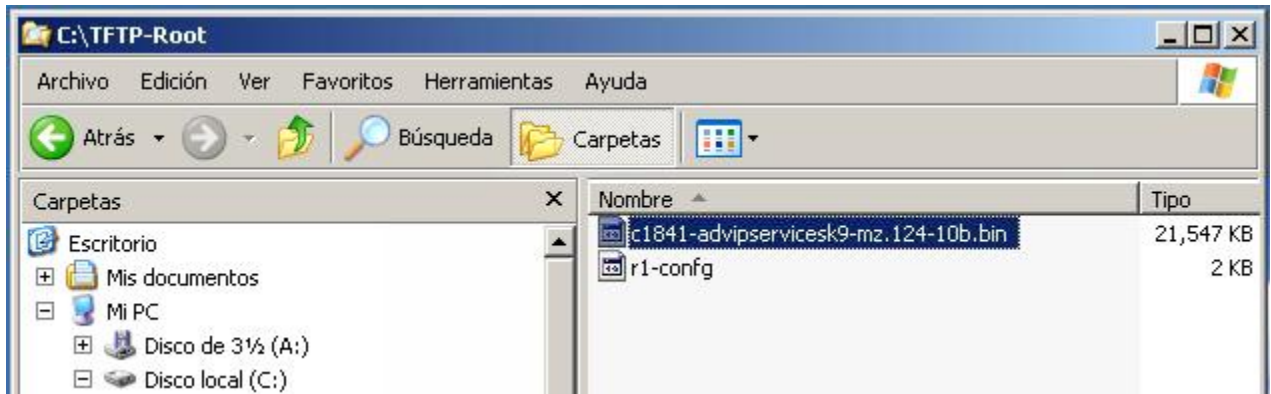 C:\TFTP-Root
Archivo Edición Ver Favoritos Herramientas Ayuda
Atrás Búsqueda Carpetas
Carpetas
Escritorio
Mis documentos
Mi PC
Disco de 3½ (A:)
Disco local (C:)
Nombre Tipo
c1841-advipservicesk9-mz.124-10b.bin 21,547 KB
r1-confg 2 KB